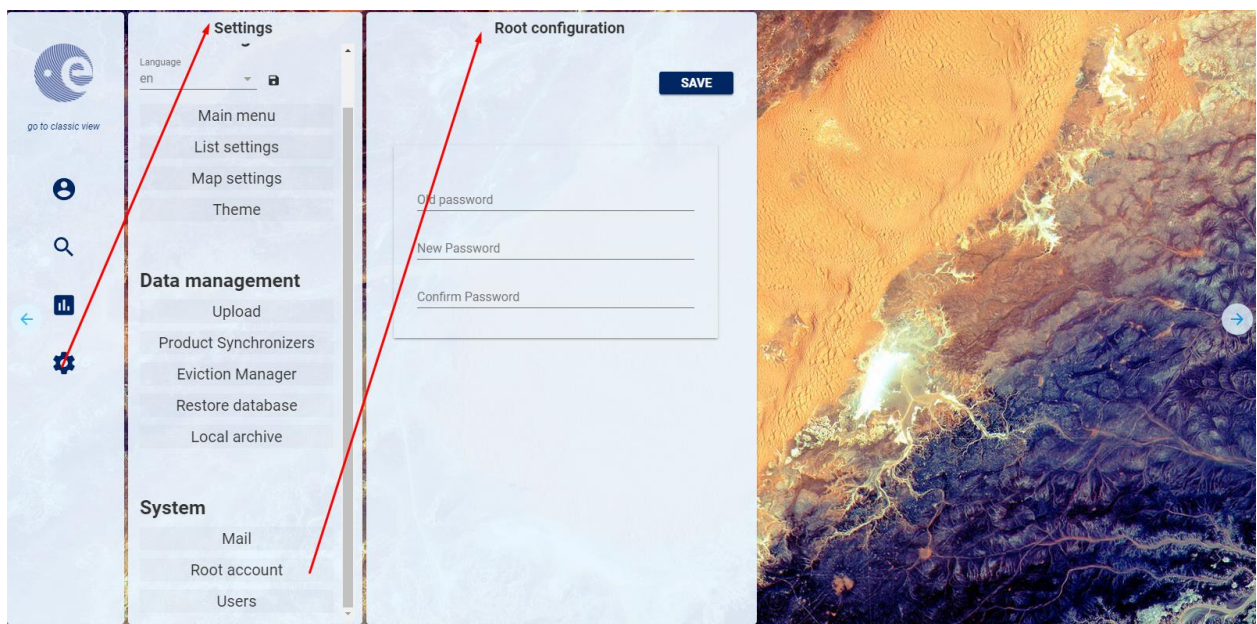 go to classic view
Settings
Language
en
Main menu
List settings
Map settings
Theme
Data management
Upload
Product Synchronizers
Eviction Manager
Restore database
Local archive
System
Mail
Root account
Users
Root configuration
SAVE
Old password
New Password
Confirm Password